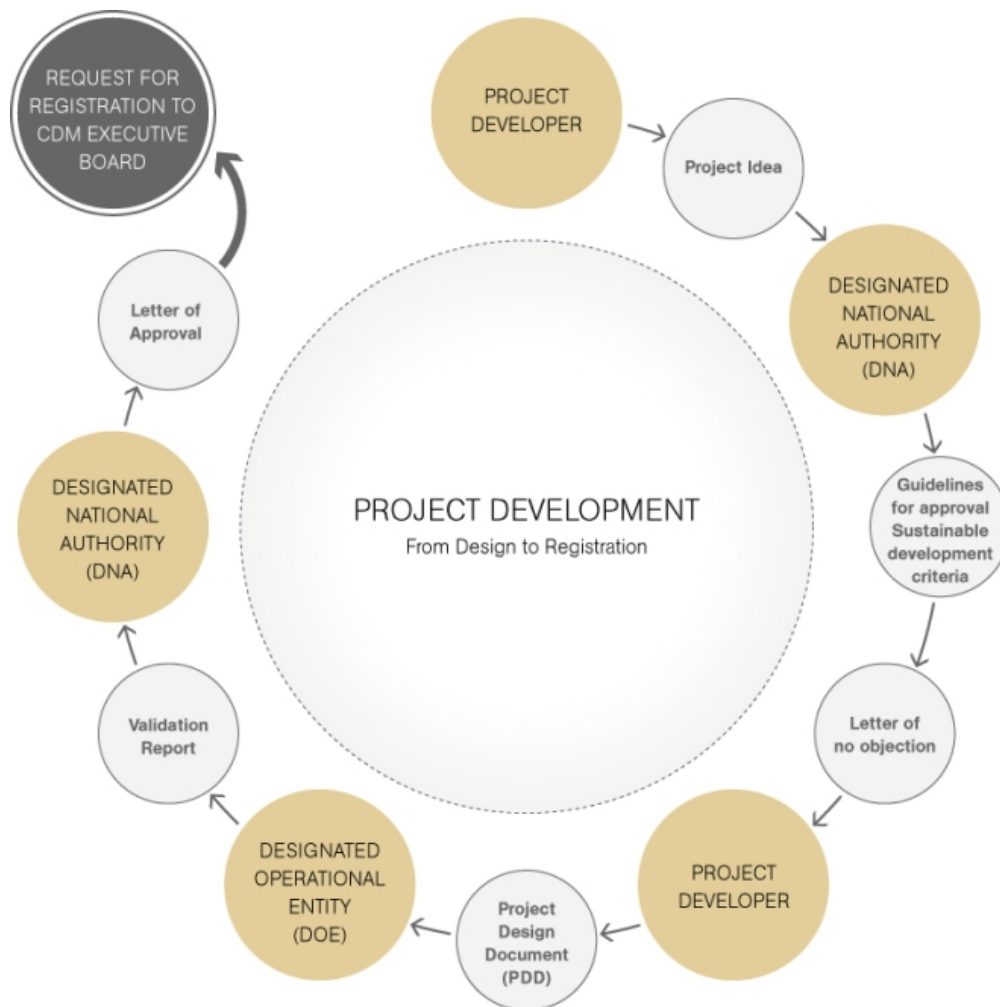 PROJECT
DEVELOPER
Project Idea
DESIGNATED
NATIONAL
AUTHORITY
(DNA)
Guidelines
for approval
Sustainable
development
criteria
Letter of
no objection
PROJECT
DEVELOPER
Project
Design
Document
(PDD)
DESIGNATED
OPERATIONAL
ENTITY
(DOE)
Validation
Report
DESIGNATED
NATIONAL
AUTHORITY
(DNA)
Letter of
Approval
REQUEST FOR
REGISTRATION TO
CDM EXECUTIVE
BOARD
PROJECT DEVELOPMENT
From Design to Registration